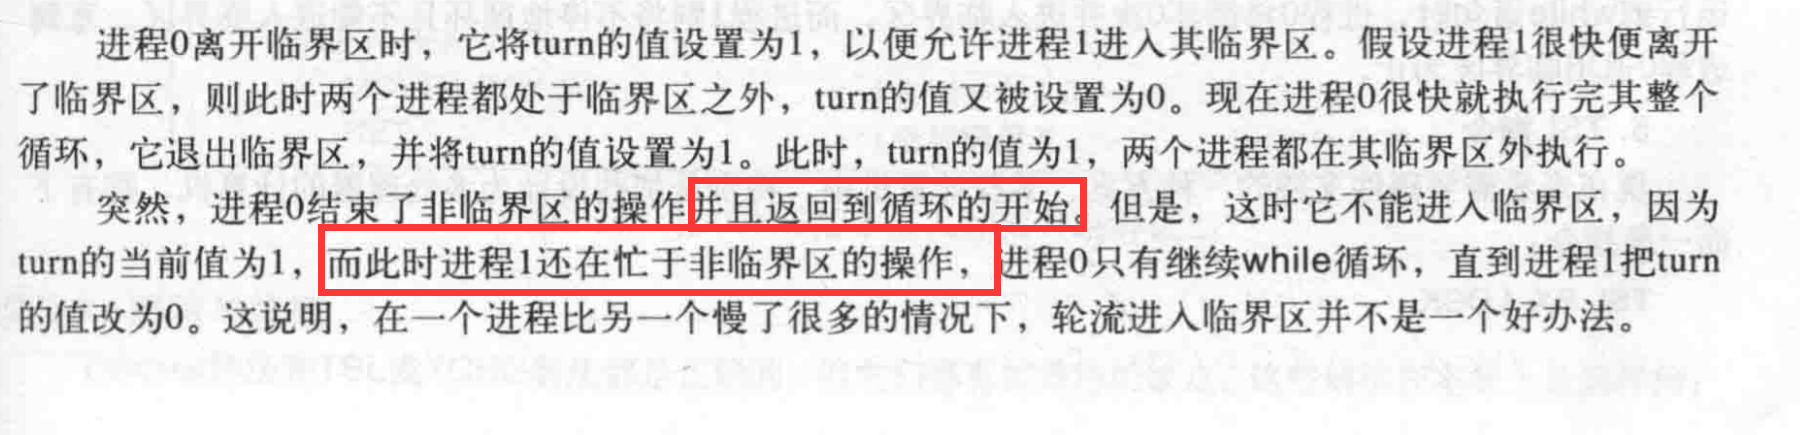 进程0离开临界区时，它将turn的值设置为1，以便允许进程1进入其临界区。假设进程1很快便离开
了临界区，则此时两个进程都处于临界区之外，turn的值又被设置为0。现在进程0很快就执行完其整个
循环，它退出临界区，并将turn的值设置为1。此时，turn的值为1，两个进程都在其临界区外执行。
突然，进程0结束了非临界区的操作并且返回到循环的开始。但是，这时它不能进入临界区，因为
turn的当前值为1，而此时进程1还在忙于非临界区的操作，进程0只有继续while循环，直到进程1把turn
的值改为0。这说明，在一个进程比另一个慢了很多的情况下，轮流进入临界区并不是一个好办法。